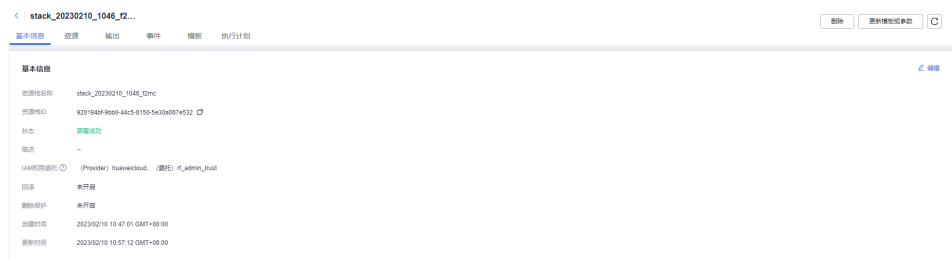 stack_20230210_1046_f2...
删除 更新模板或参数
基本信息 资源 输出 事件 模板 执行计划
基本信息 编辑
资源栈名称 stack_20230210_1046_f2mc
资源栈ID 920194bf-9bb0-44c5-8150-5e30a067e532
状态 部署成功
描述 --
IAM权限委托 (Provider) huaweicloud, (委托) rf_admin_trust
回滚 未开启
删除保护 未开启
创建时间 2023/02/10 10:47:01 GMT+08:00
更新时间 2023/02/10 10:57:12 GMT+08:00